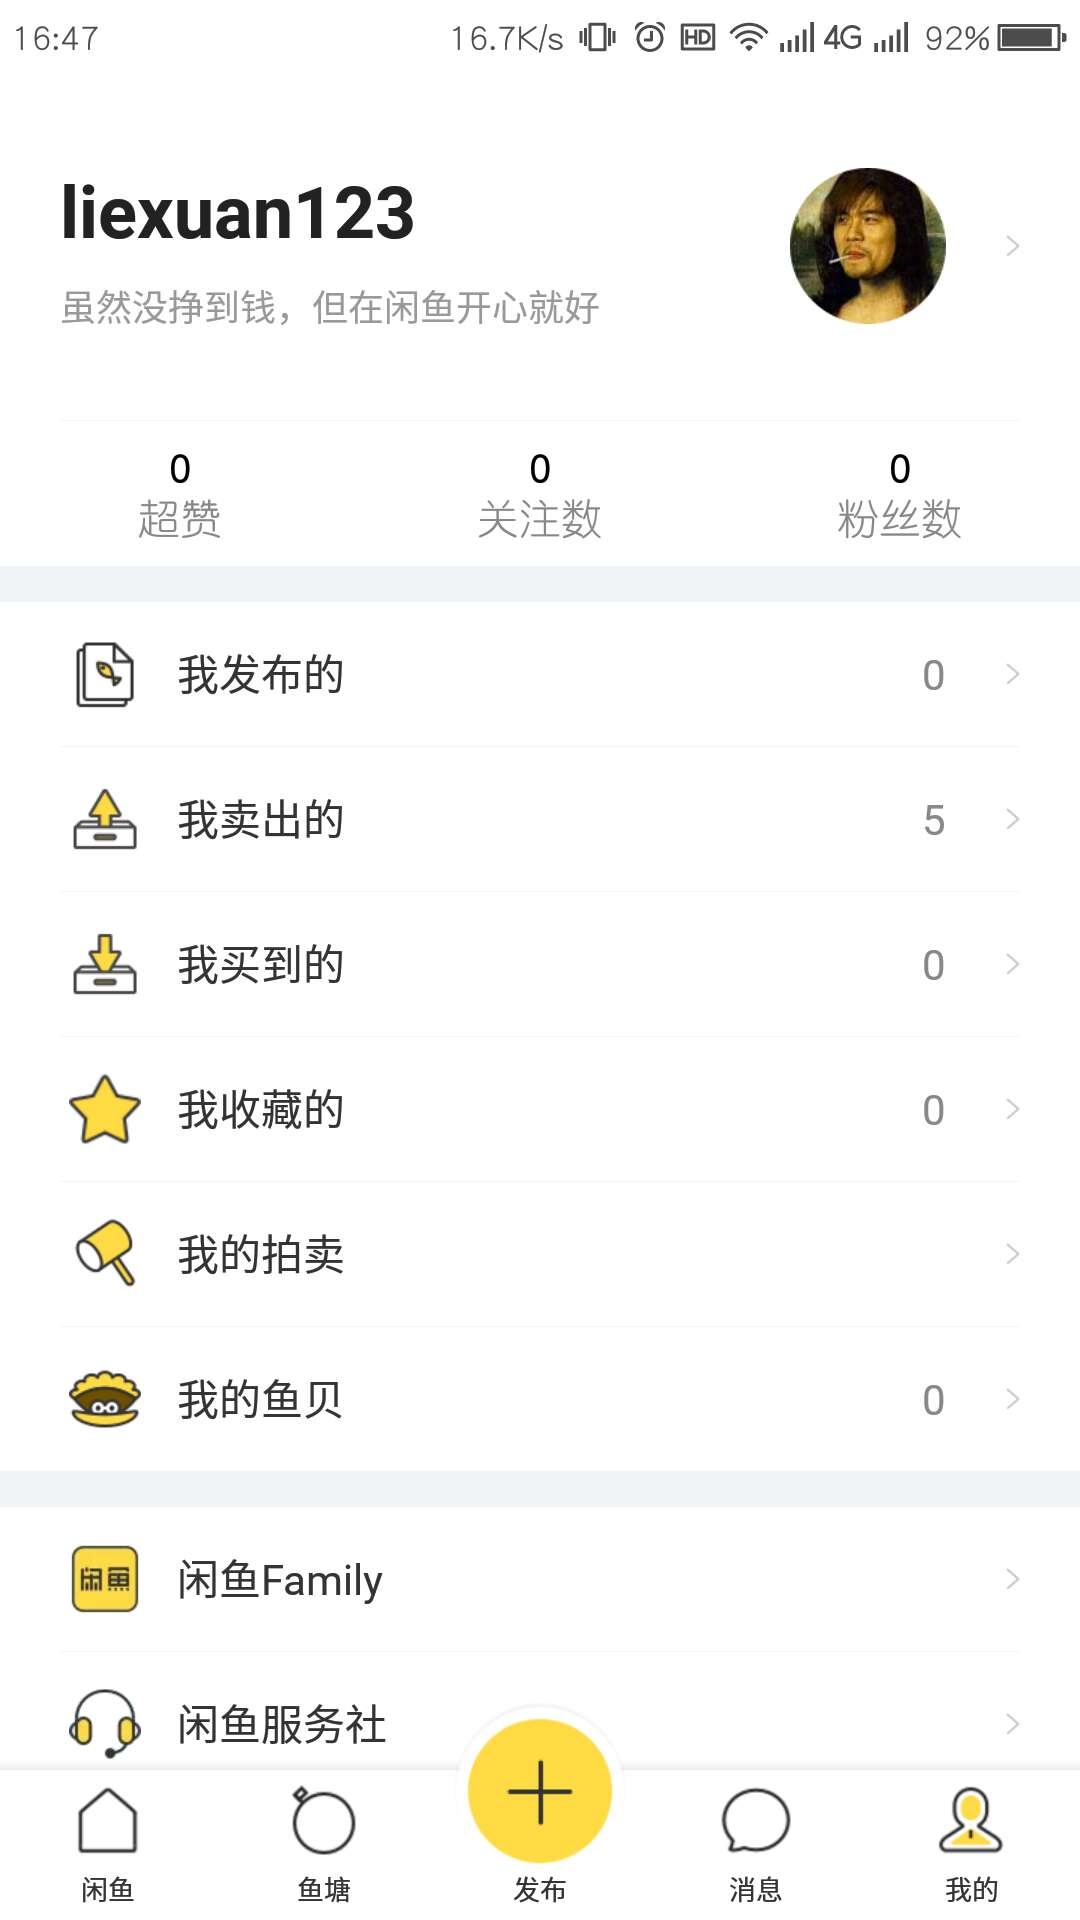 16:47 16.7K/s HD 4G 92%
liexuan123
虽然没挣到钱，但在闲鱼开心就好
0 0 0
超赞 关注数 粉丝数
我发布的 0
我卖出的 5
我买到的 0
我收藏的 0
我的拍卖
我的鱼贝 0
闲鱼 闲鱼Family
闲鱼服务社
闲鱼 鱼塘 发布 消息 我的